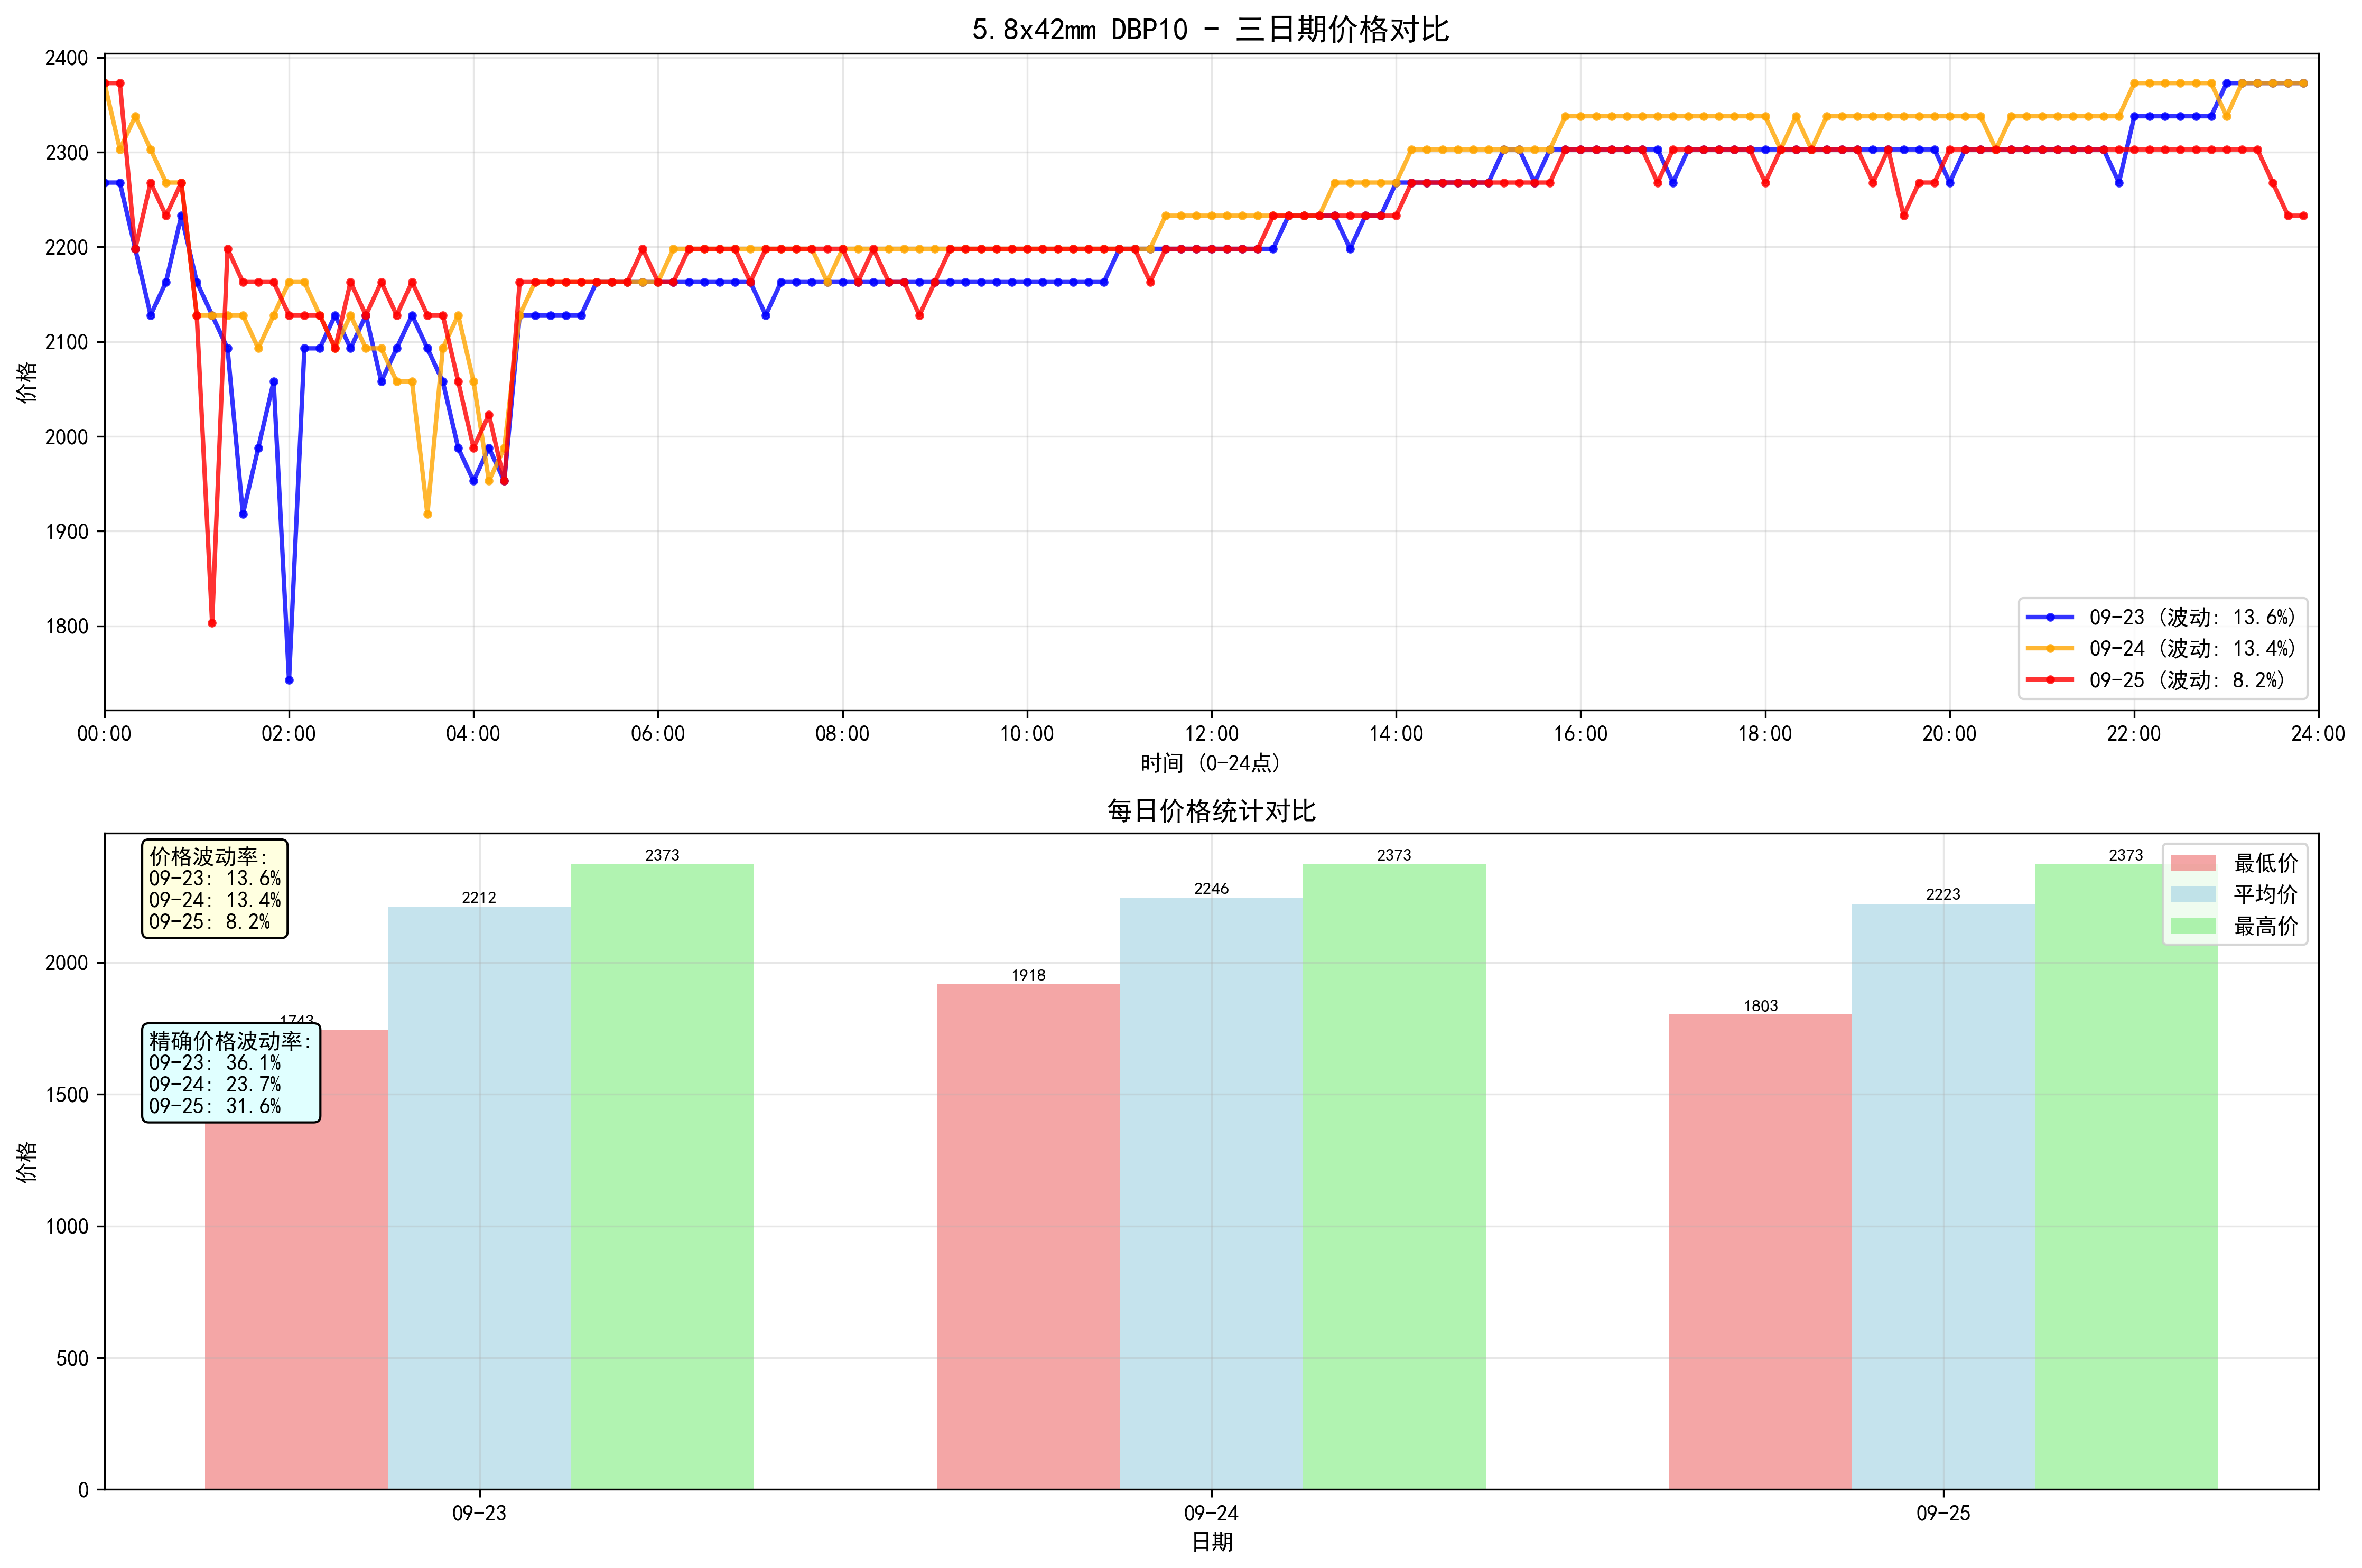 5.8x42mm DBP10 - 三日期价格对比
价格
2400
2300
2200
2100
2000
1900
1800
09-23 (波动: 13.6%)
09-24 (波动: 13.4%)
09-25 (波动: 8.2%)
00:00 02:00 04:00 06:00 08:00 10:00 12:00 14:00 16:00 18:00 20:00 22:00 24:00
时间 (0-24点)
每日价格统计对比
价格
2000
1500
1000
500
0
价格波动率:
09-23: 13.6%
09-24: 13.4%
09-25: 8.2%
精确价格波动率:
09-23: 36.1%
09-24: 23.7%
09-25: 31.6%
1743
2212
2373
1918
2246
2373
1803
2223
2373
最低价
平均价
最高价
09-23 09-24 09-25
日期